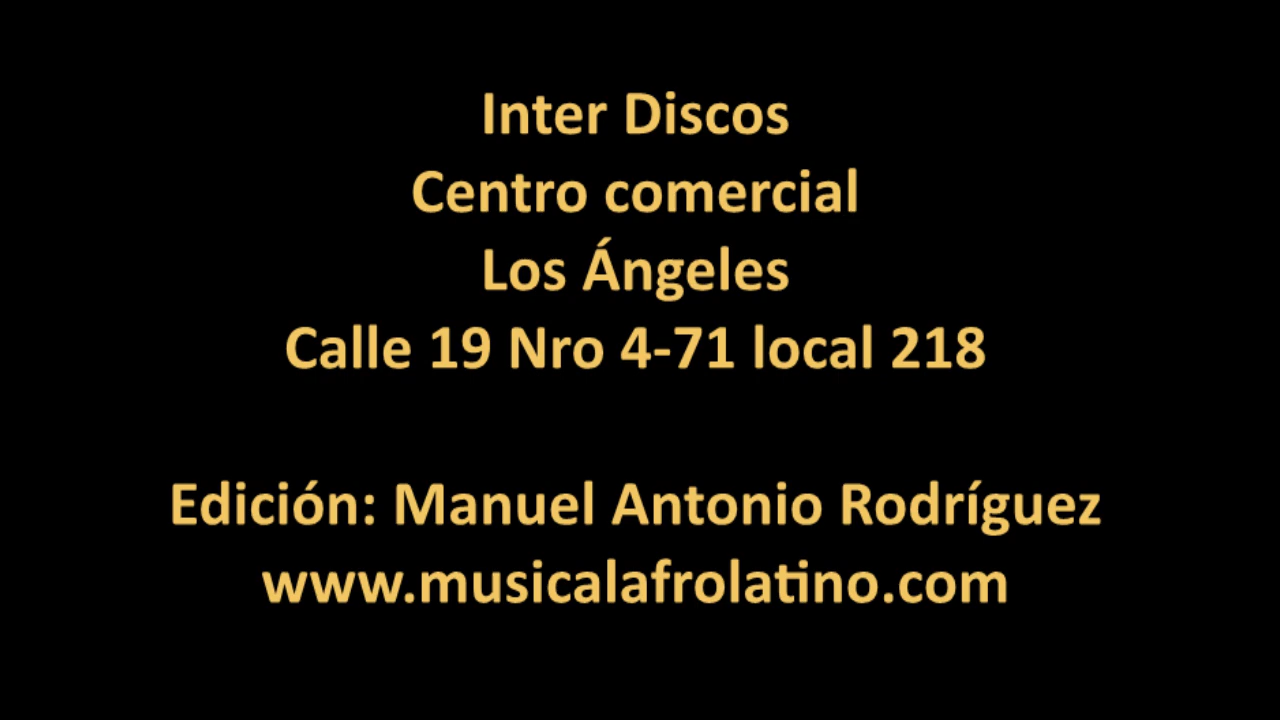 Inter Discos
Centro comercial
Los Ángeles
Calle 19 Nro 4-71 local 218
Edición: Manuel Antonio Rodríguez
www.musicalafrolatino.com